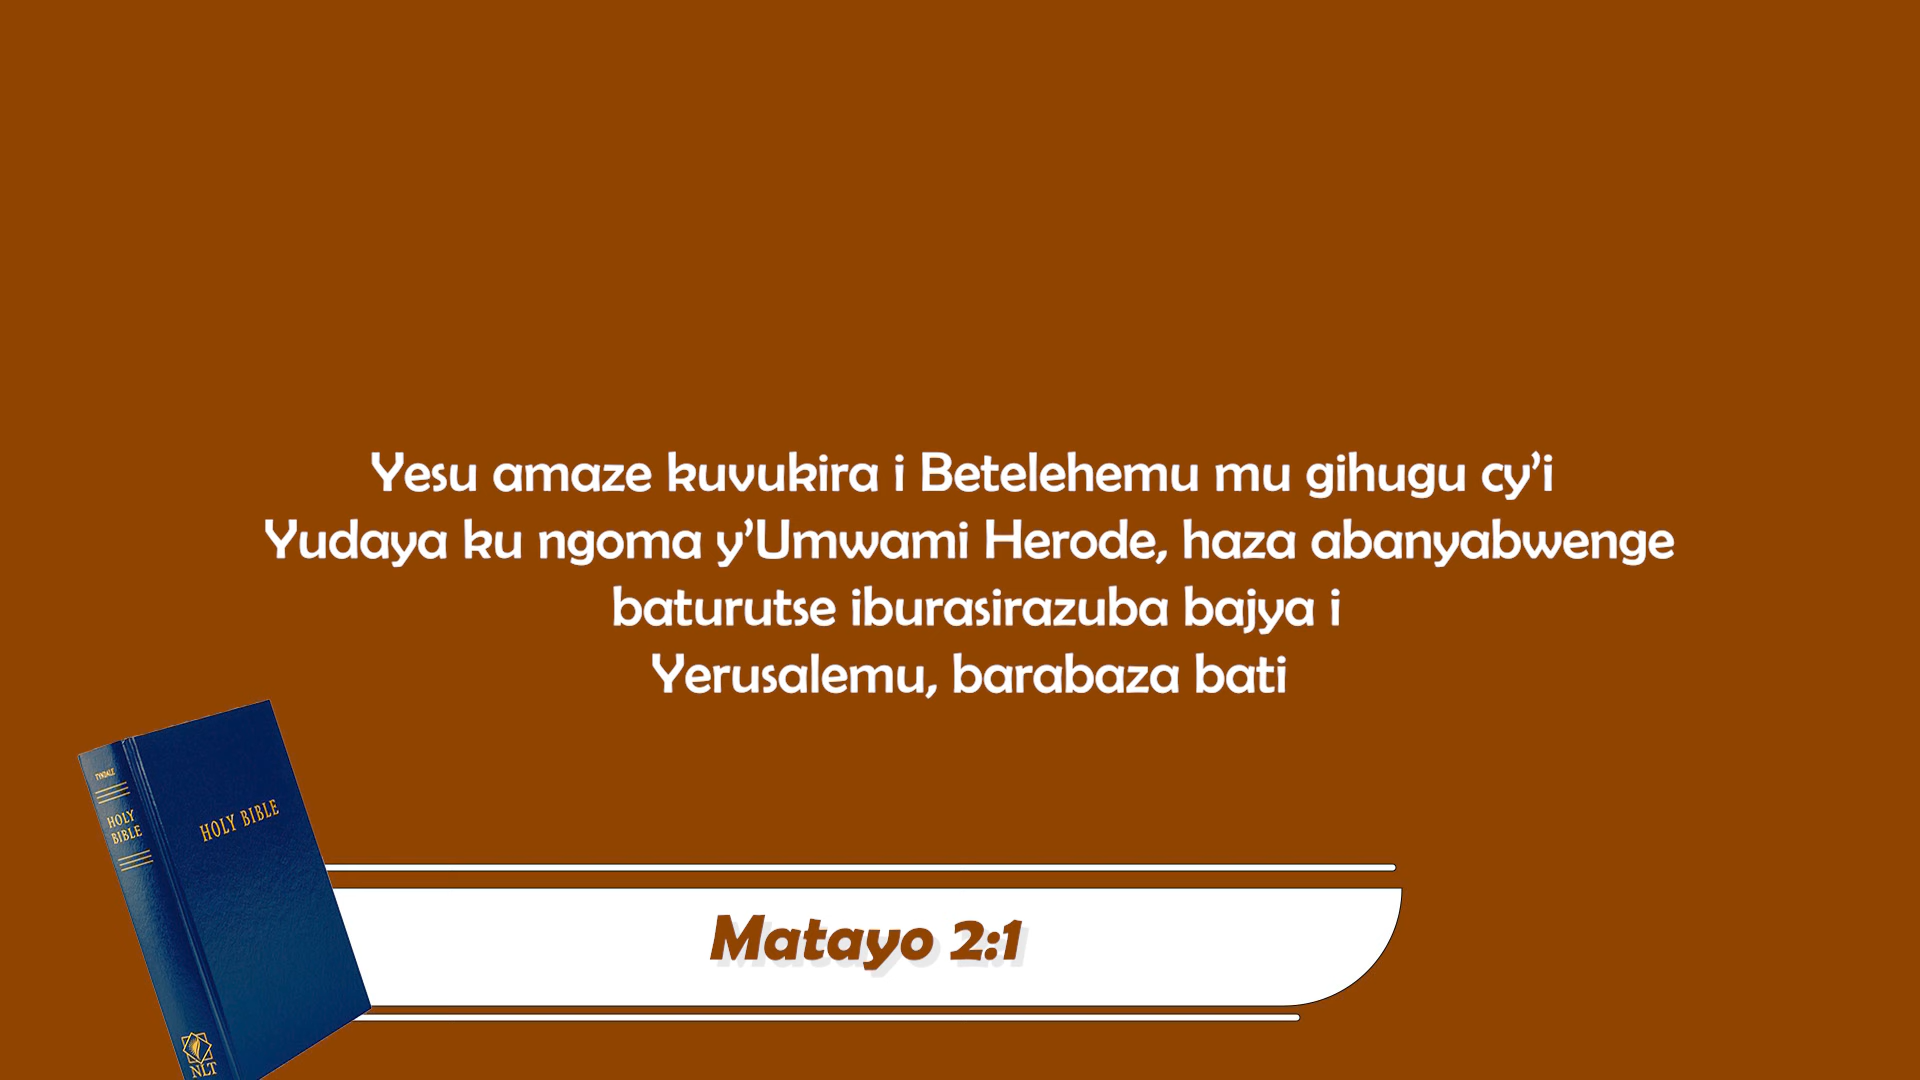 Yesu amaze kuvukira i Betelehemu mu gihugu cy’i
Yudaya ku ngoma y’Umwami Herode, haza abanyabwenge
baturutse iburasirazuba bajya i
Yerusalemu, barabaza bati
TYNDALE
HOLY
BIBLE
HOLY BIBLE
Matayo 2:1
NLT